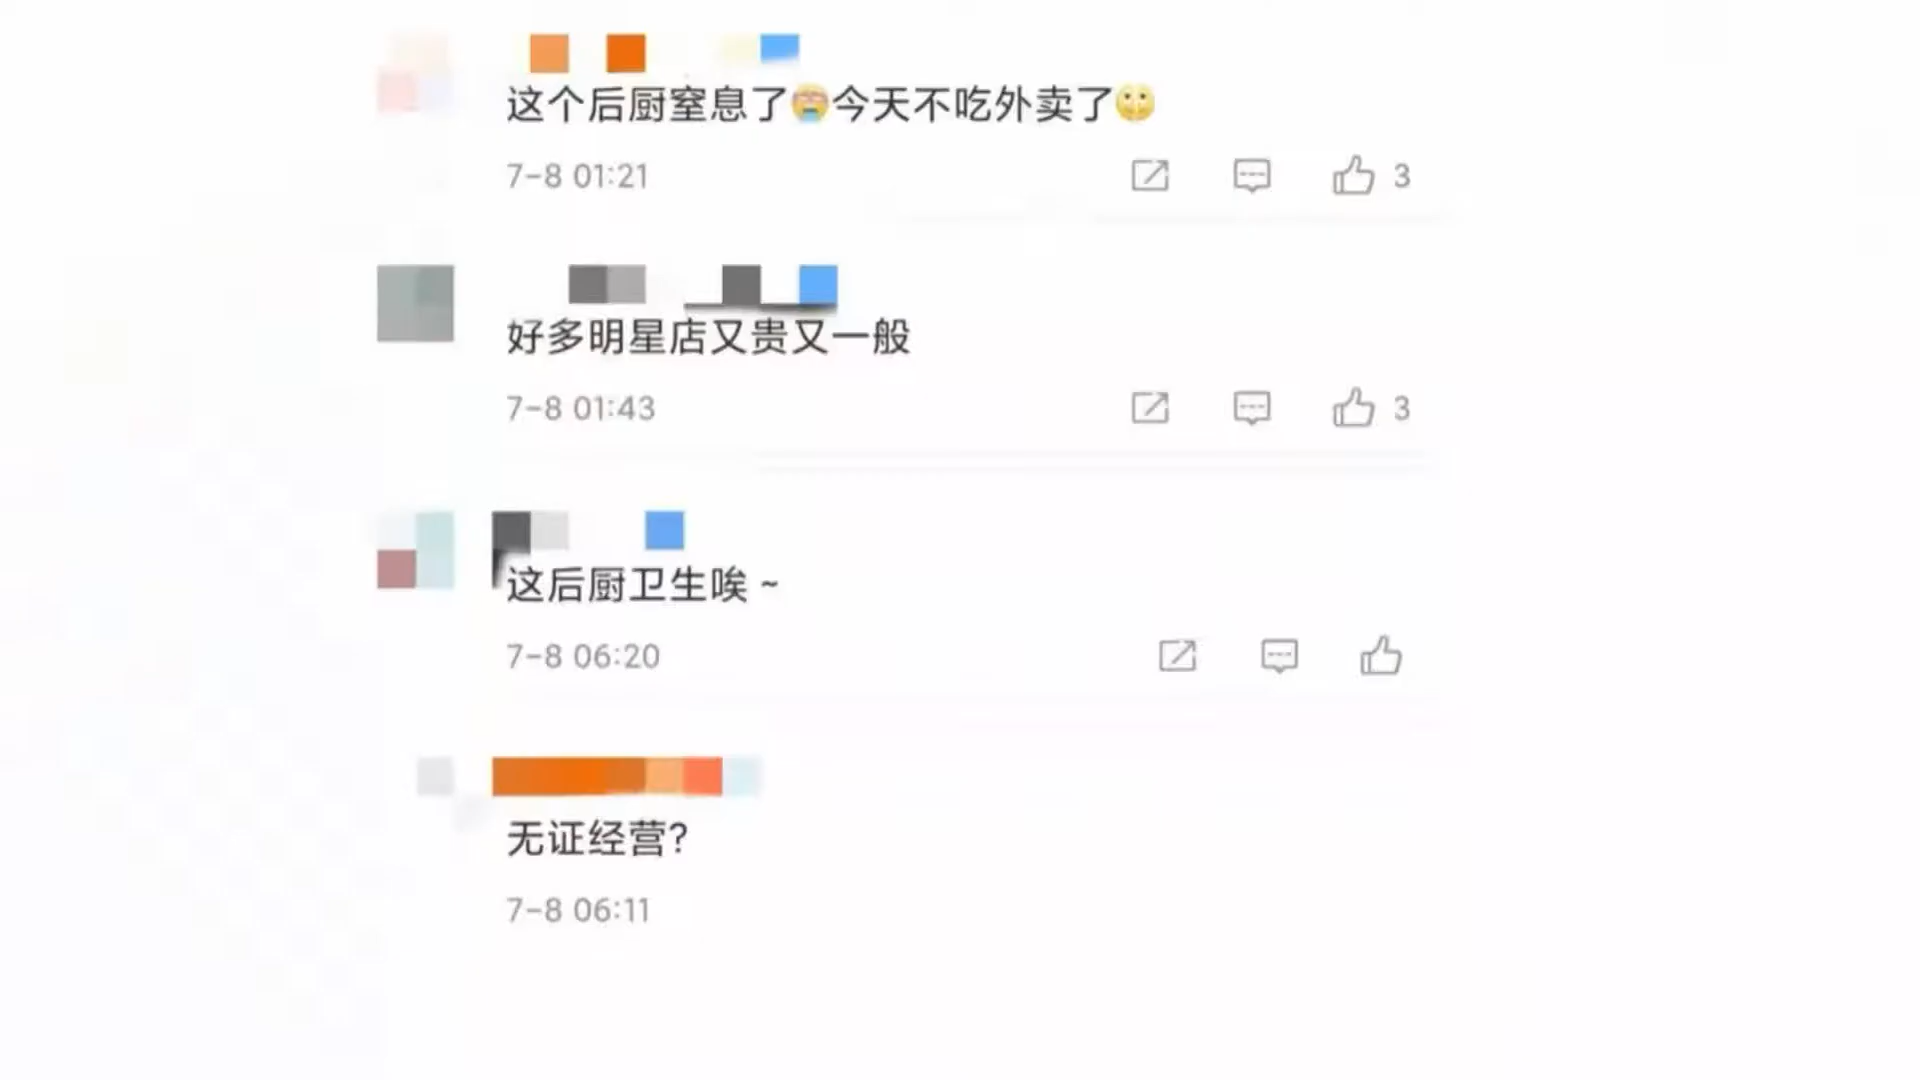 这个后厨窒息了😭今天不吃外卖了🙄
7-8 01:21
3
好多明星店又贵又一般
7-8 01:43
3
这后厨卫生唉 ~
7-8 06:20
无证经营?
7-8 06:11